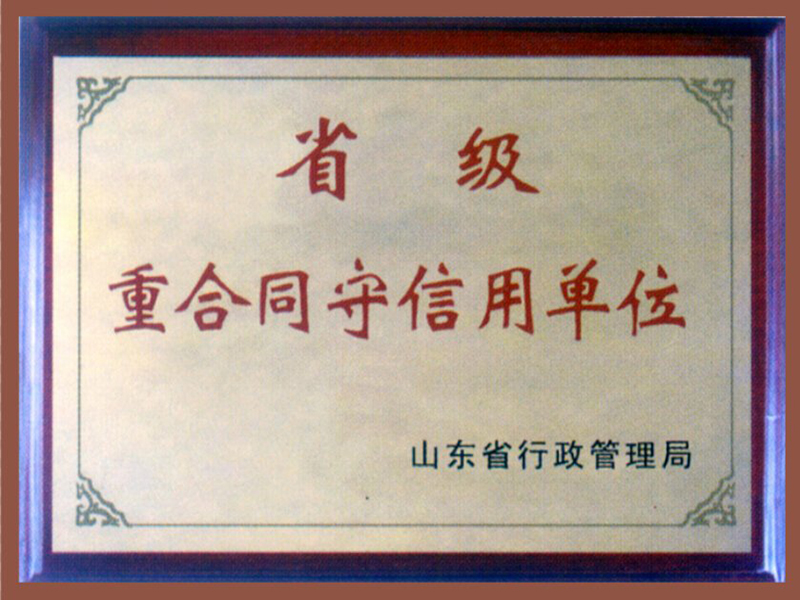 省 级
重合同守信用单位
山东省行政管理局